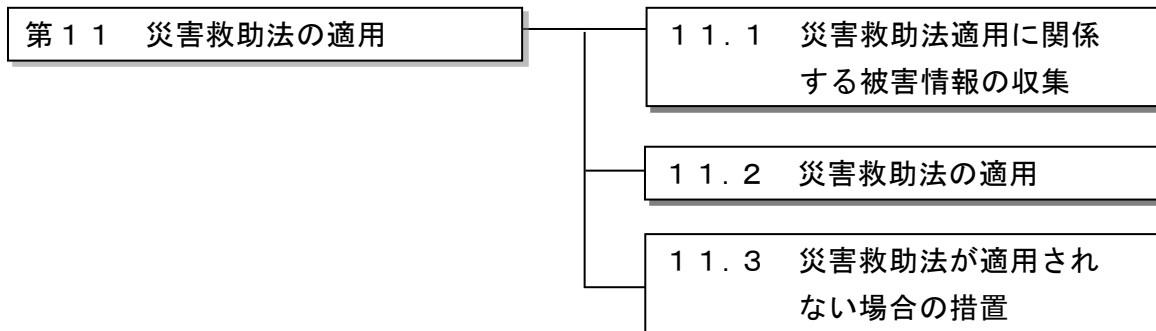 第１１　災害救助法の適用
１１.１　災害救助法適用に関係
する被害情報の収集
１１.２　災害救助法の適用
１１.３　災害救助法が適用され
ない場合の措置